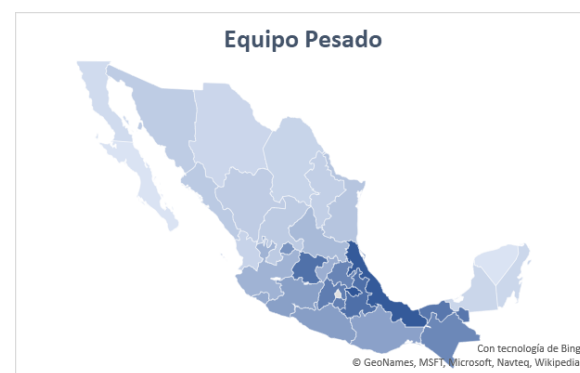 Equipo Pesado
Con tecnología de Bing
© GeoNames, MSFT, Microsoft, Navteq, Wikipedia